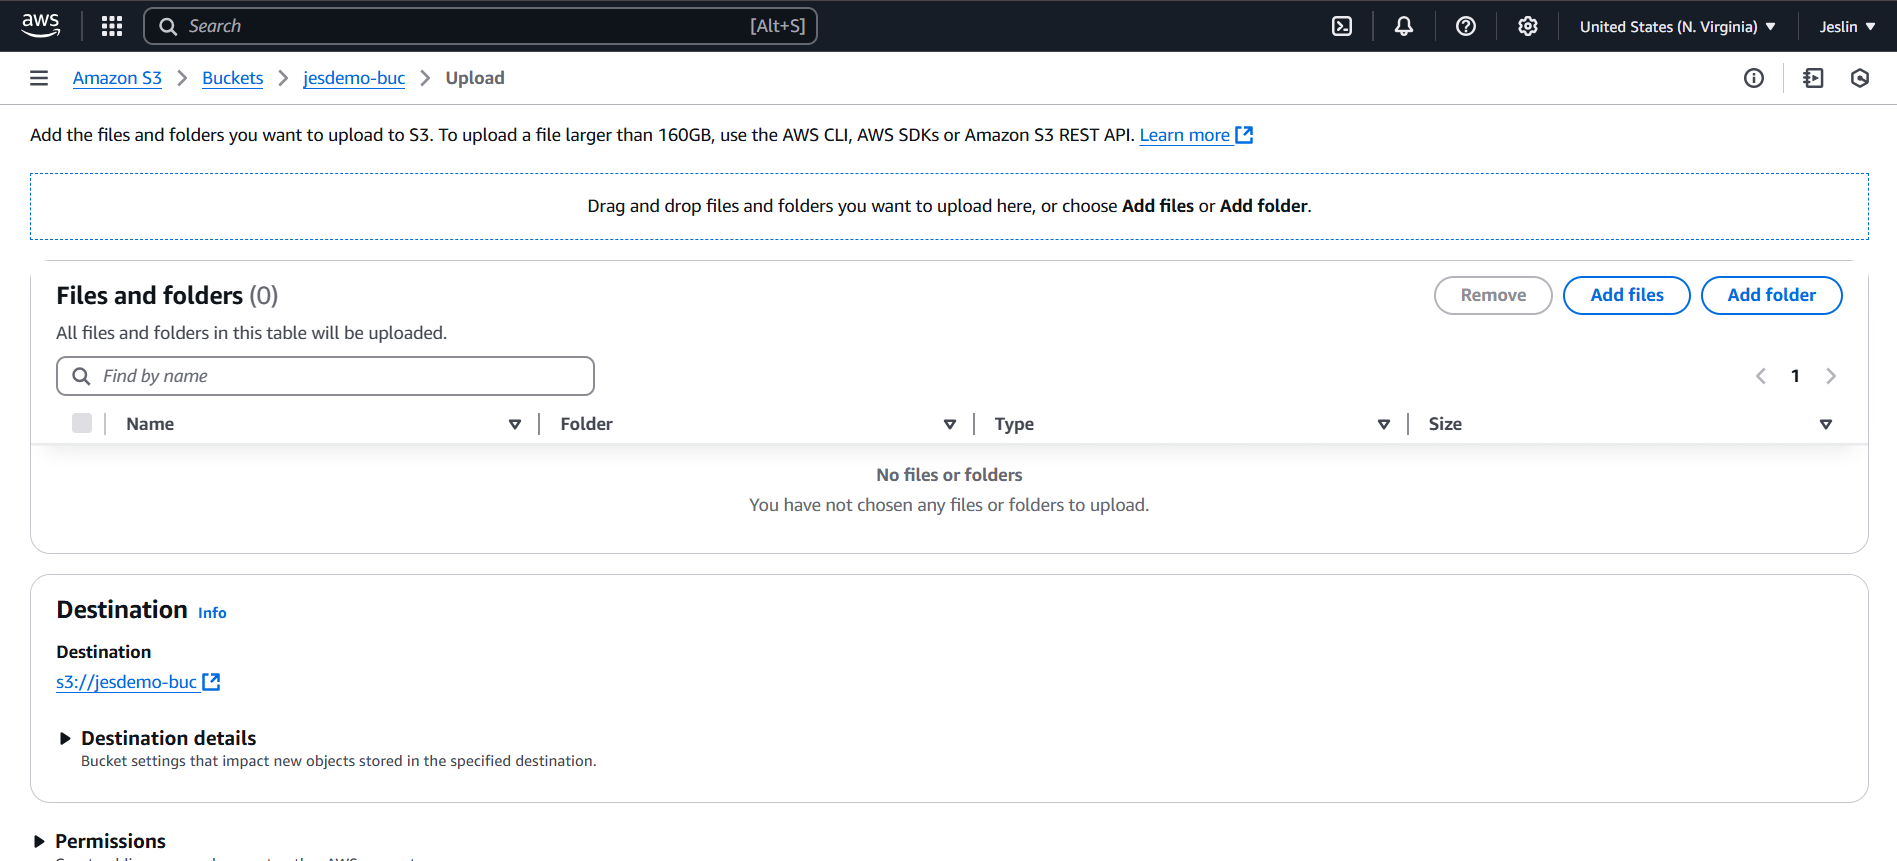 aws Search [Alt+S] United States (N. Virginia) Jeslin
Amazon S3 Buckets jesdemo-buc Upload
Add the files and folders you want to upload to S3. To upload a file larger than 160GB, use the AWS CLI, AWS SDKs or Amazon S3 REST API. Learn more
Drag and drop files and folders you want to upload here, or choose Add files or Add folder.
Files and folders (0) Remove Add files Add folder
All files and folders in this table will be uploaded.
Find by name 1
Name Folder Type Size
No files or folders
You have not chosen any files or folders to upload.
Destination Info
Destination
s3://jesdemo-buc
Destination details
Bucket settings that impact new objects stored in the specified destination.
Permissions